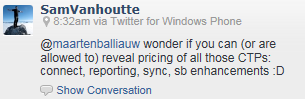 SamVanhoutte
8:32am via Twitter for Windows Phone
@maartenballiauw wonder if you can (or are
allowed to) reveal pricing of all those CTPs:
connect, reporting, sync, sb enhancements :D
Show Conversation